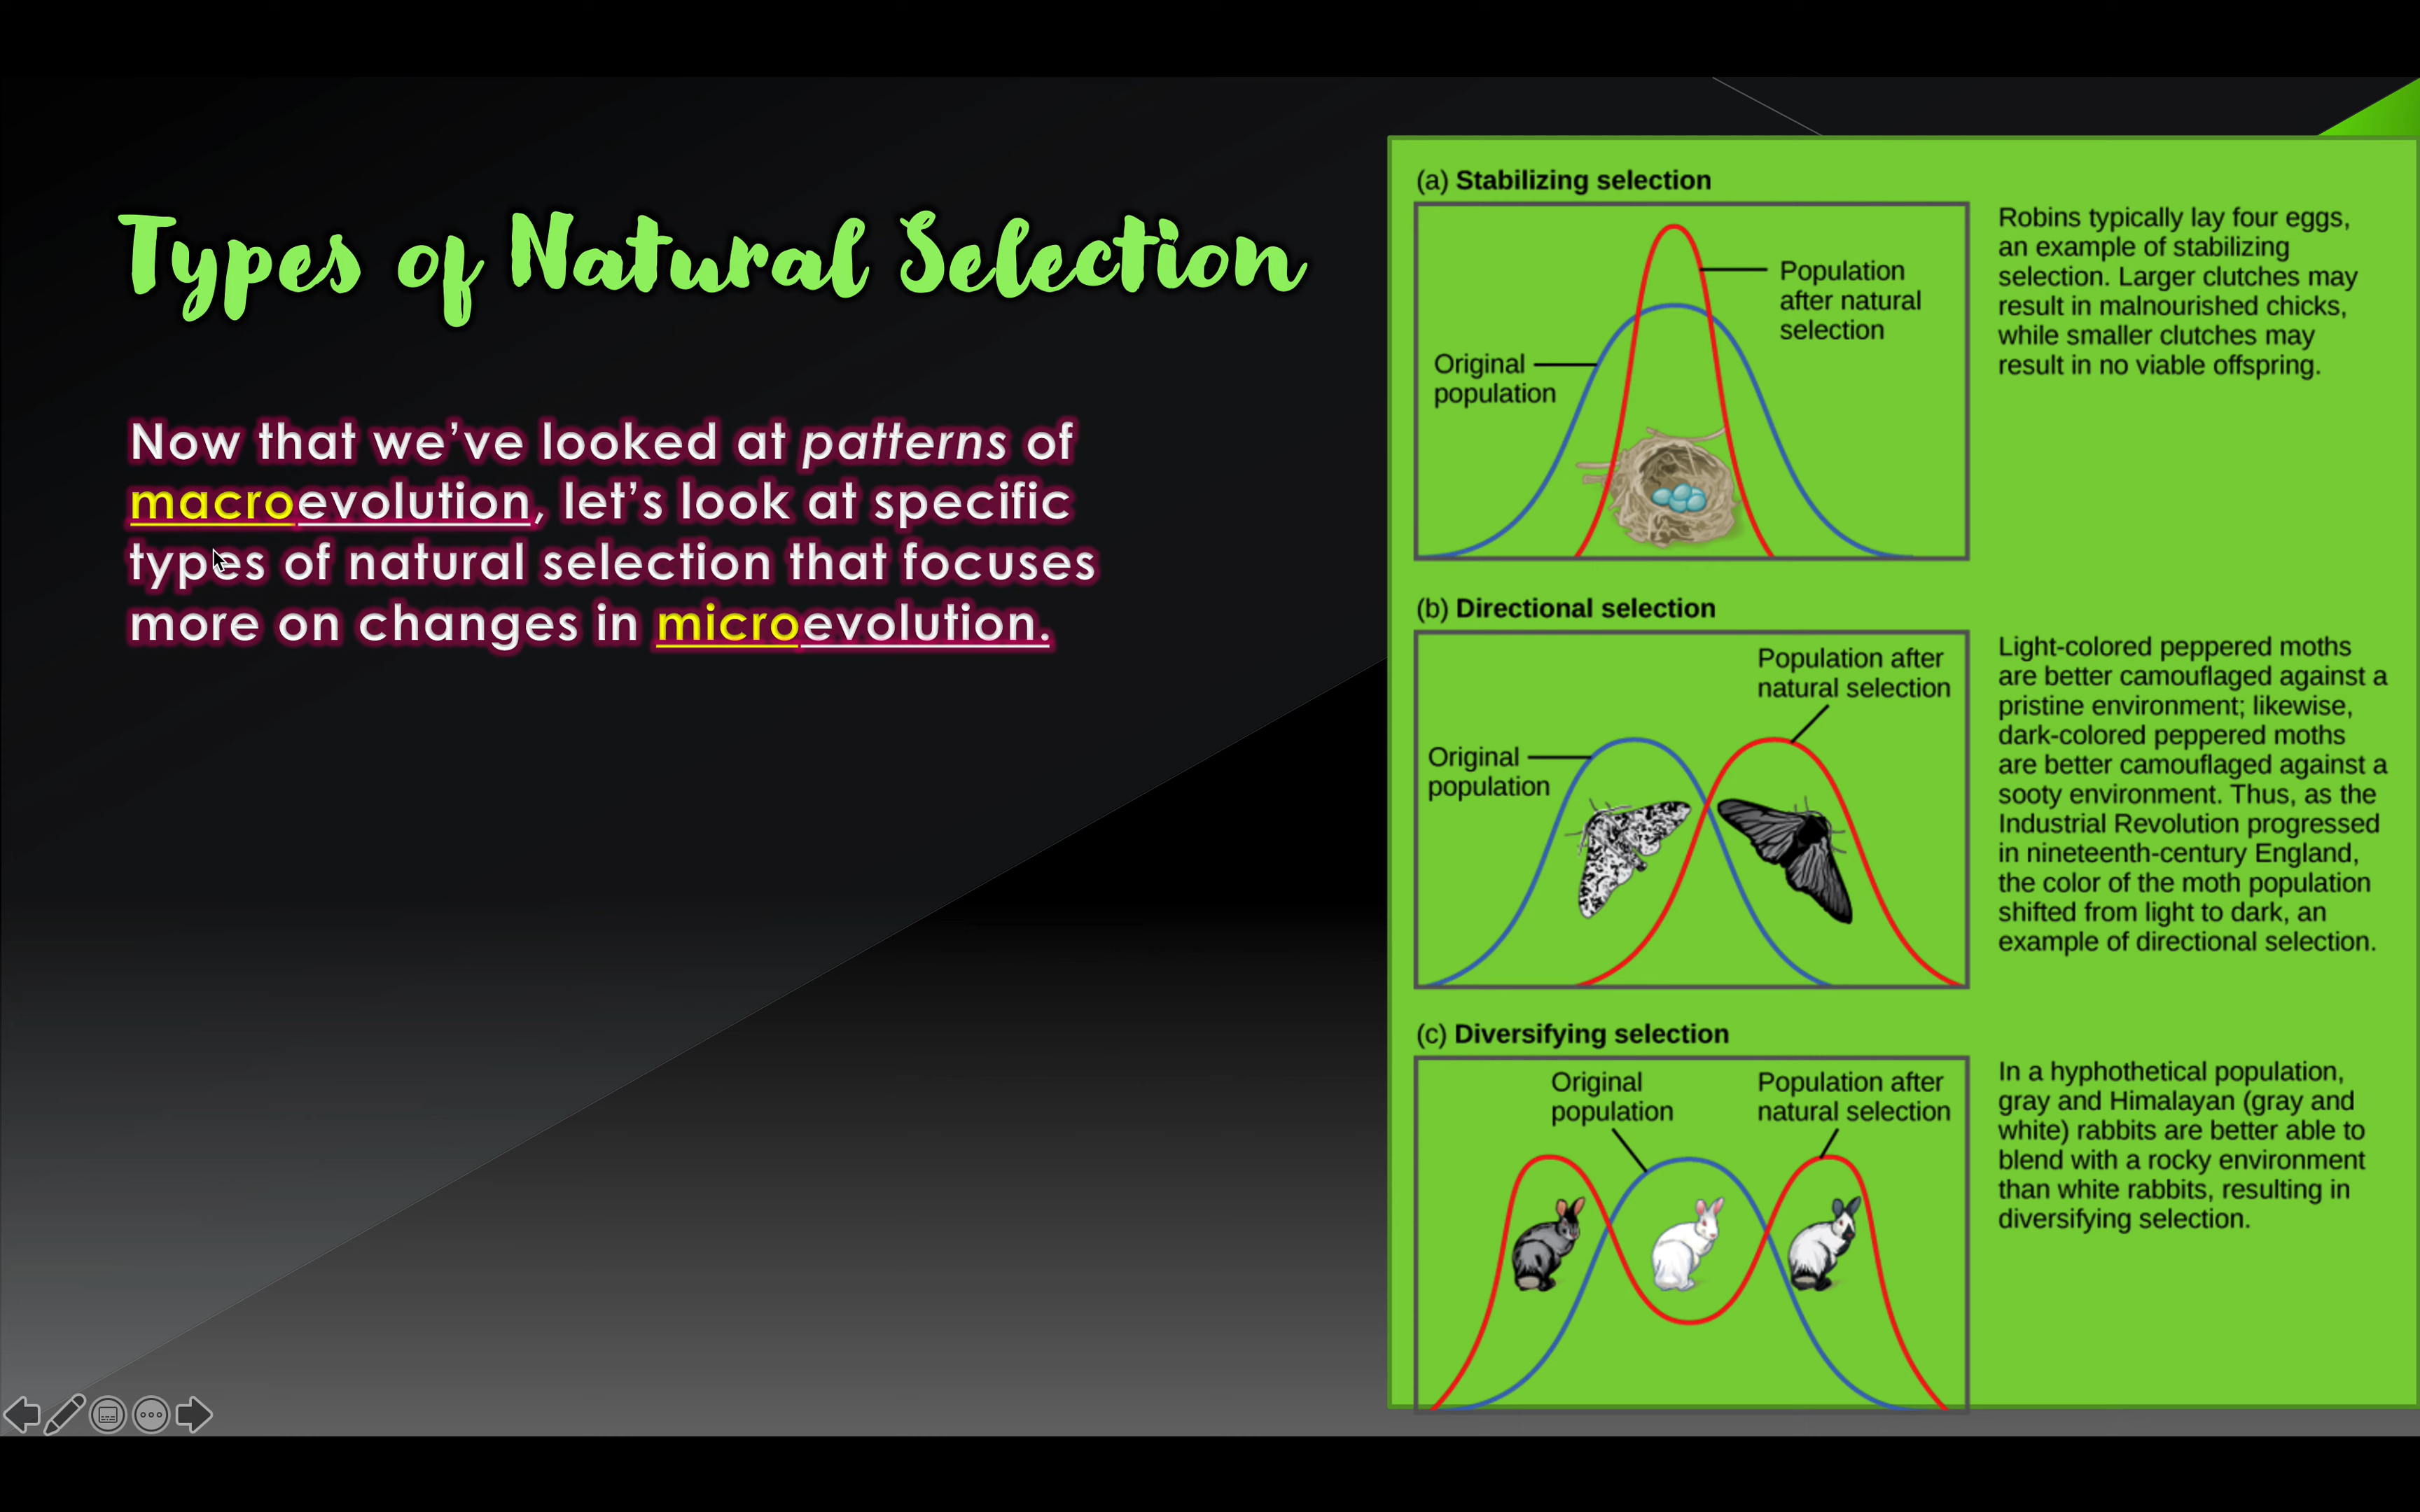 Types of Natural Selection
Now that we've looked at patterns of
macroevolution, let's look at specific
types of natural selection that focuses
more on changes in microevolution.
(a) Stabilizing selection
Population
after natural
selection
Original
population
Robins typically lay four eggs,
an example of stabilizing
selection. Larger clutches may
result in malnourished chicks,
while smaller clutches may
result in no viable offspring.
(b) Directional selection
Population after
natural selection
Original
population
Light-colored peppered moths
are better camouflaged against a
pristine environment; likewise,
dark-colored peppered moths
are better camouflaged against a
sooty environment. Thus, as the
Industrial Revolution progressed
in nineteenth-century England,
the color of the moth population
shifted from light to dark, an
example of directional selection.
(c) Diversifying selection
Original
population
Population after
natural selection
In a hyphothetical population,
gray and Himalayan (gray and
white) rabbits are better able to
blend with a rocky environment
than white rabbits, resulting in
diversifying selection.